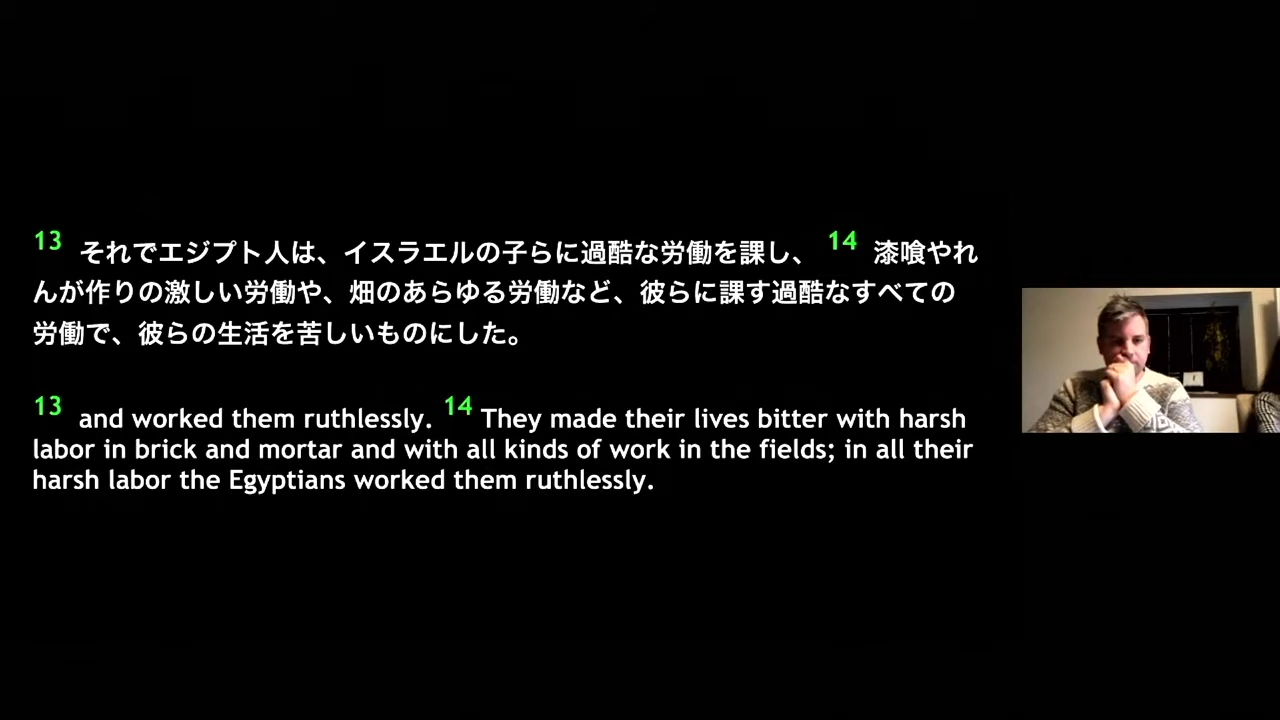 13 それでエジプト人は、イスラエルの子らに過酷な労働を課し、 14 漆喰やれ
んが作りの激しい労働や、畑のあらゆる労働など、彼らに課す過酷なすべての
労働で、彼らの生活を苦しいものにした。
13 and worked them ruthlessly. 14 They made their lives bitter with harsh
labor in brick and mortar and with all kinds of work in the fields; in all their
harsh labor the Egyptians worked them ruthlessly.